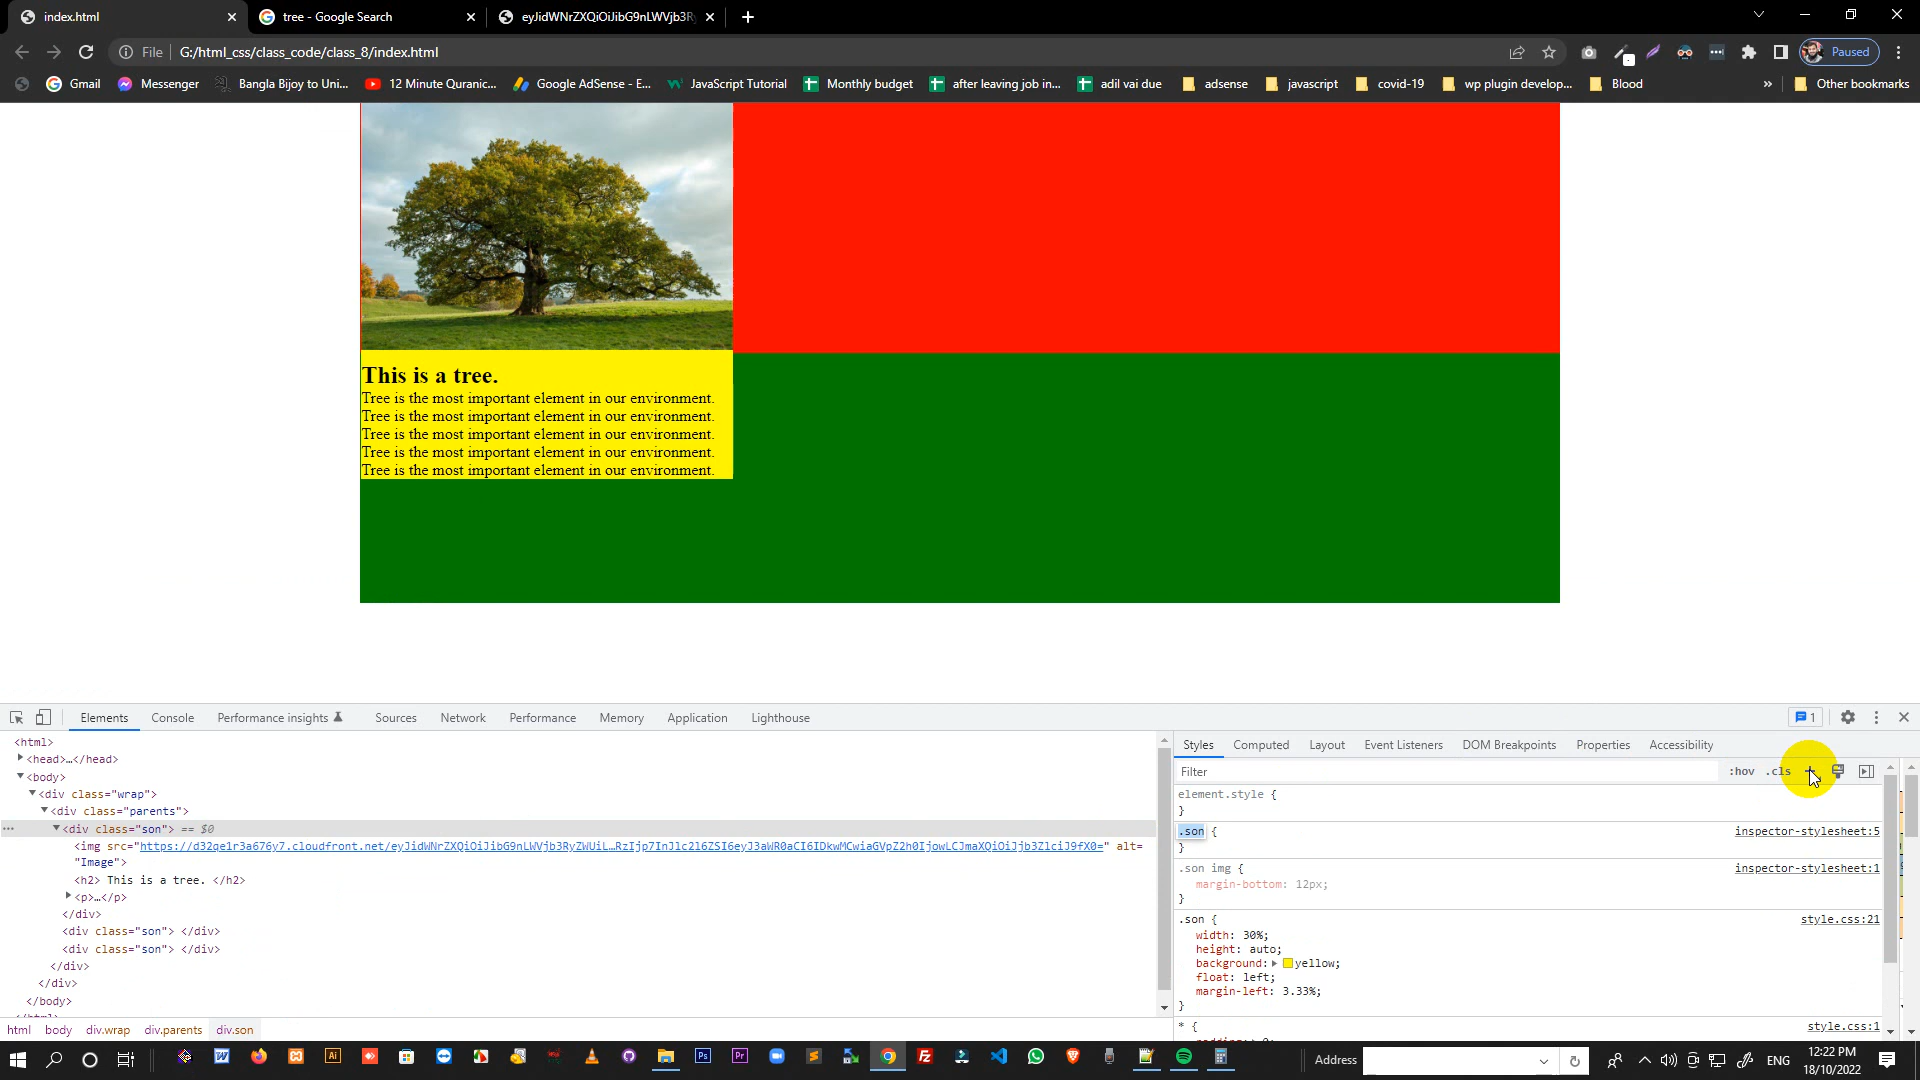 index.html
tree - Google Search
eyJidWNrZXQiOiJibG9nLWVjb3R
File
G:/html_css/class_code/class_8/index.html
Paused
Gmail
Messenger
Bangla Bijoy to Uni...
12 Minute Quranic...
Google AdSense - E...
JavaScript Tutorial
Monthly budget
after leaving job in...
adil vai due
adsense
javascript
covid-19
wp plugin develop...
Blood
»
Other bookmarks
This is a tree.
Tree is the most important element in our environment.
Tree is the most important element in our environment.
Tree is the most important element in our environment.
Tree is the most important element in our environment.
Tree is the most important element in our environment.
Elements
Console
Performance insights
Sources
Network
Performance
Memory
Application
Lighthouse
1
<html>
<head>…</head>
<body>
<div class="wrap">
<div class="parents">
<div class="son"> == $0
<img src="https://d32qe1r3a676y7.cloudfront.net/eyJidWNrZXQiOiJibG9nLWVjb3RyZWUiL…RzIjp7InJlc2l6ZSI6eyJ3aWR0aCI6IDkwMCwiaGVpZ2h0IjowLCJmaXQiOiJjb3ZlciJ9fX0=" alt=
"Image">
<h2> This is a tree. </h2>
<p>…</p>
</div>
<div class="son"> </div>
<div class="son"> </div>
</div>
</div>
</body>
html
body
div.wrap
div.parents
div.son
Styles
Computed
Layout
Event Listeners
DOM Breakpoints
Properties
Accessibility
Filter
:hov
.cls
element.style {
}
.son {
inspector-stylesheet:5
}
.son img {
inspector-stylesheet:1
margin-bottom: 12px;
}
.son {
style.css:21
width: 30%;
height: auto;
background: yellow;
float: left;
margin-left: 3.33%;
}
* {
style.css:1
Address
ENG
12:22 PM
18/10/2022